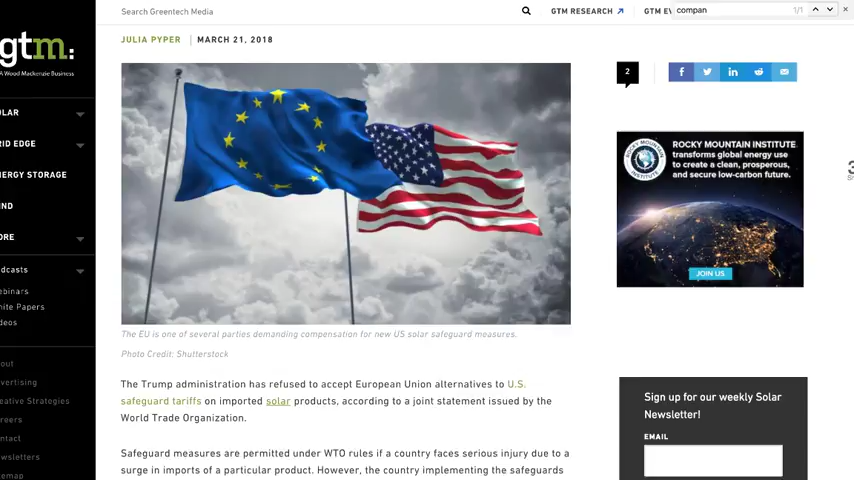 Search Greentech Media
GTM RESEARCH
GTM EV
compan
1/1
gtm:
A Wood Mackenzie Business
JULIA PYPER | MARCH 21, 2018
2
OLAR
RID EDGE
NERGY STORAGE
IND
ORE
dcasts
ebinars
hite Papers
deos
out
vertising
eative Strategies
reers
ntact
wsletters
temap
ROCKY MOUNTAIN INSTITUTE
ROCKY MOUNTAIN INSTITUTE
transforms global energy use
to create a clean, prosperous,
and secure low-carbon future.
JOIN US
The EU is one of several parties demanding compensation for new US solar safeguard measures.
Photo Credit: Shutterstock
The Trump administration has refused to accept European Union alternatives to U.S.
safeguard tariffs on imported solar products, according to a joint statement issued by the
World Trade Organization.
Safeguard measures are permitted under WTO rules if a country faces serious injury due to a
surge in imports of a particular product. However, the country implementing the safeguards
Sign up for our weekly Solar
Newsletter!
EMAIL